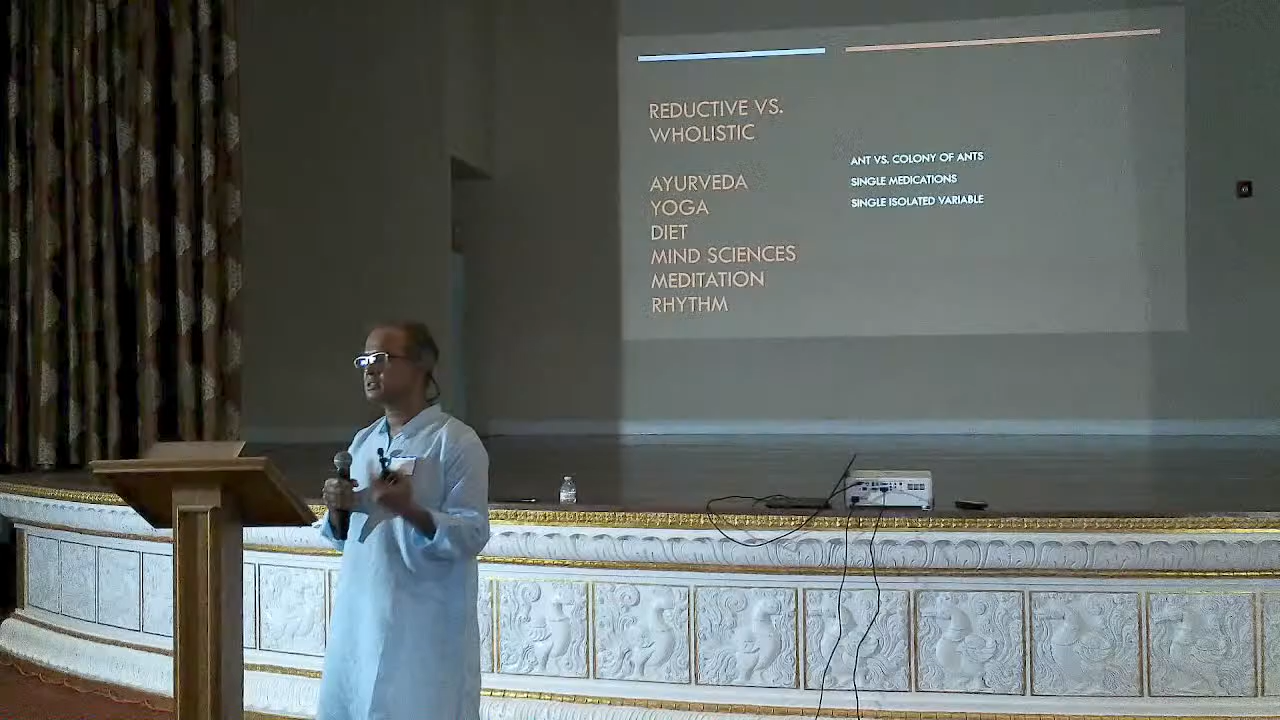 REDUCTIVE VS.
WHOLISTIC
AYURVEDA
YOGA
DIET
MIND SCIENCES
MEDITATION
RHYTHM
ANT VS. COLONY OF ANTS
SINGLE MEDICATIONS
SINGLE ISOLATED VARIABLE